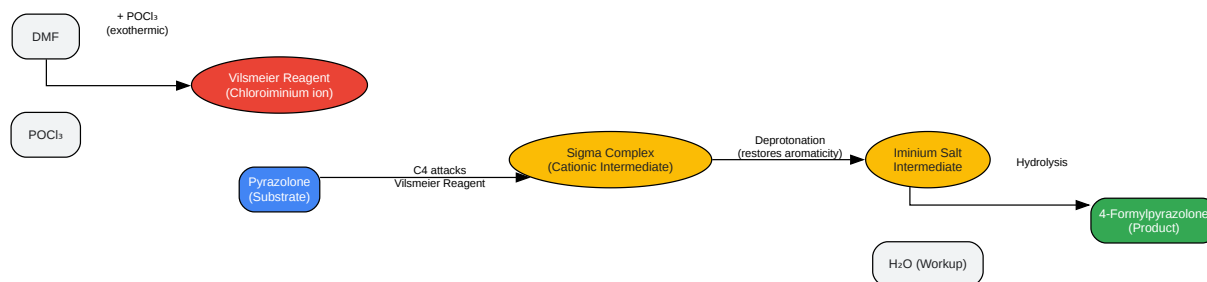 DMF
+ POCl₃
(exothermic)
Vilsmeier Reagent
(Chloroiminium ion)
POCl₃
Pyrazolone
(Substrate)
C4 attacks
Vilsmeier Reagent
Sigma Complex
(Cationic Intermediate)
Deprotonation
(restores aromaticity)
Iminium Salt
Intermediate
Hydrolysis
4-Formylpyrazolone
(Product)
H₂O (Workup)